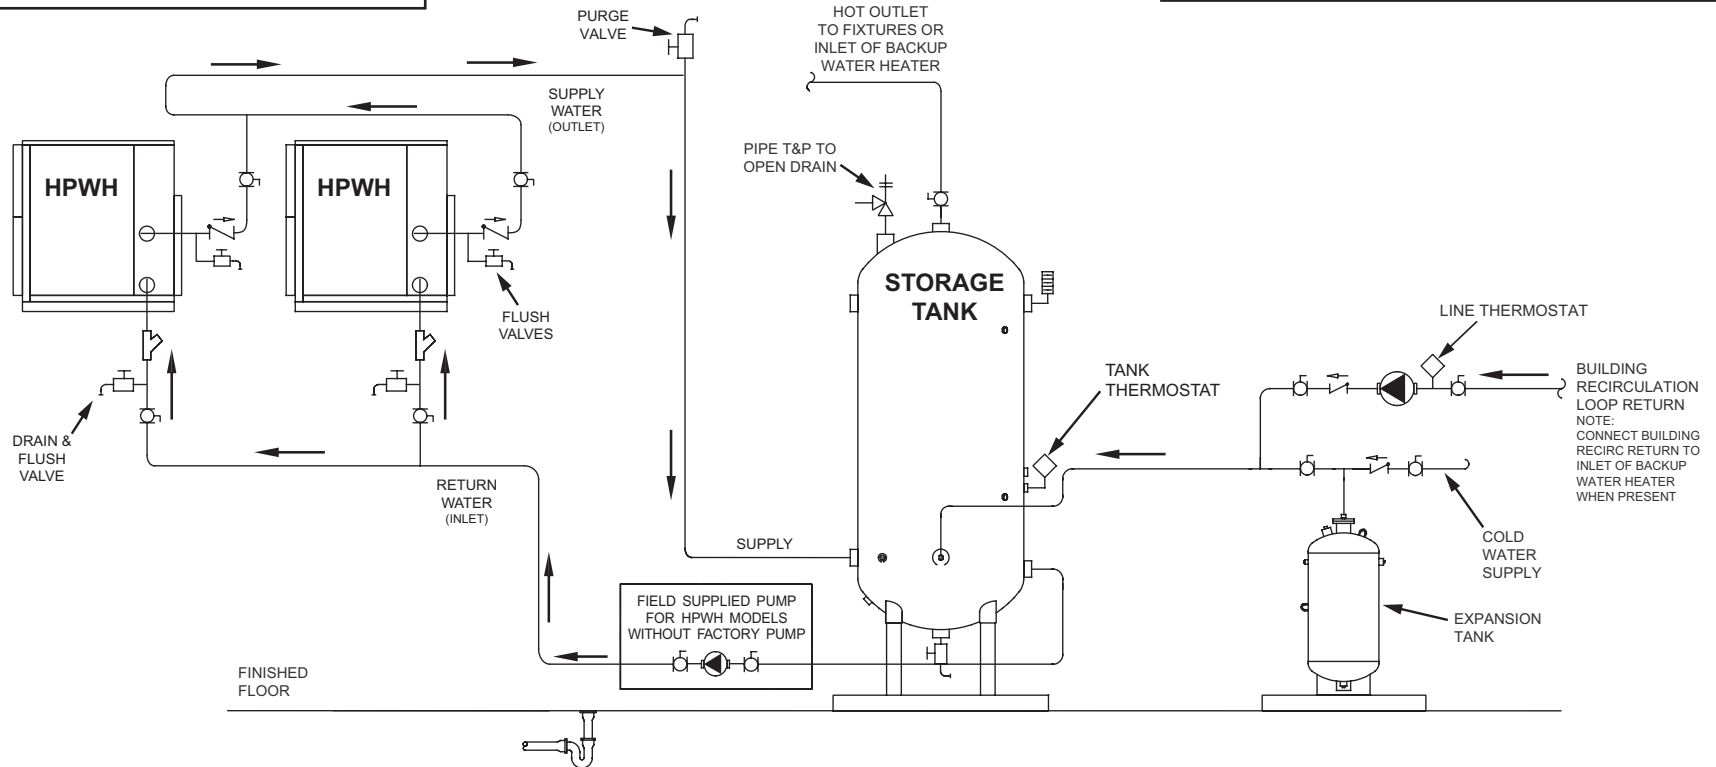 PURGE
VALVE
HOT OUTLET
TO FIXTURES OR
INLET OF BACKUP
WATER HEATER
SUPPLY
WATER
(OUTLET)
PIPE T&P TO
OPEN DRAIN
HPWH
HPWH
STORAGE
TANK
FLUSH
VALVES
LINE THERMOSTAT
TANK
THERMOSTAT
BUILDING
RECIRCULATION
LOOP RETURN
NOTE:
CONNECT BUILDING
RECIRC RETURN TO
INLET OF BACKUP
WATER HEATER
WHEN PRESENT
DRAIN &
FLUSH
VALVE
RETURN
WATER
(INLET)
SUPPLY
COLD
WATER
SUPPLY
FIELD SUPPLIED PUMP
FOR HPWH MODELS
WITHOUT FACTORY PUMP
EXPANSION
TANK
FINISHED
FLOOR